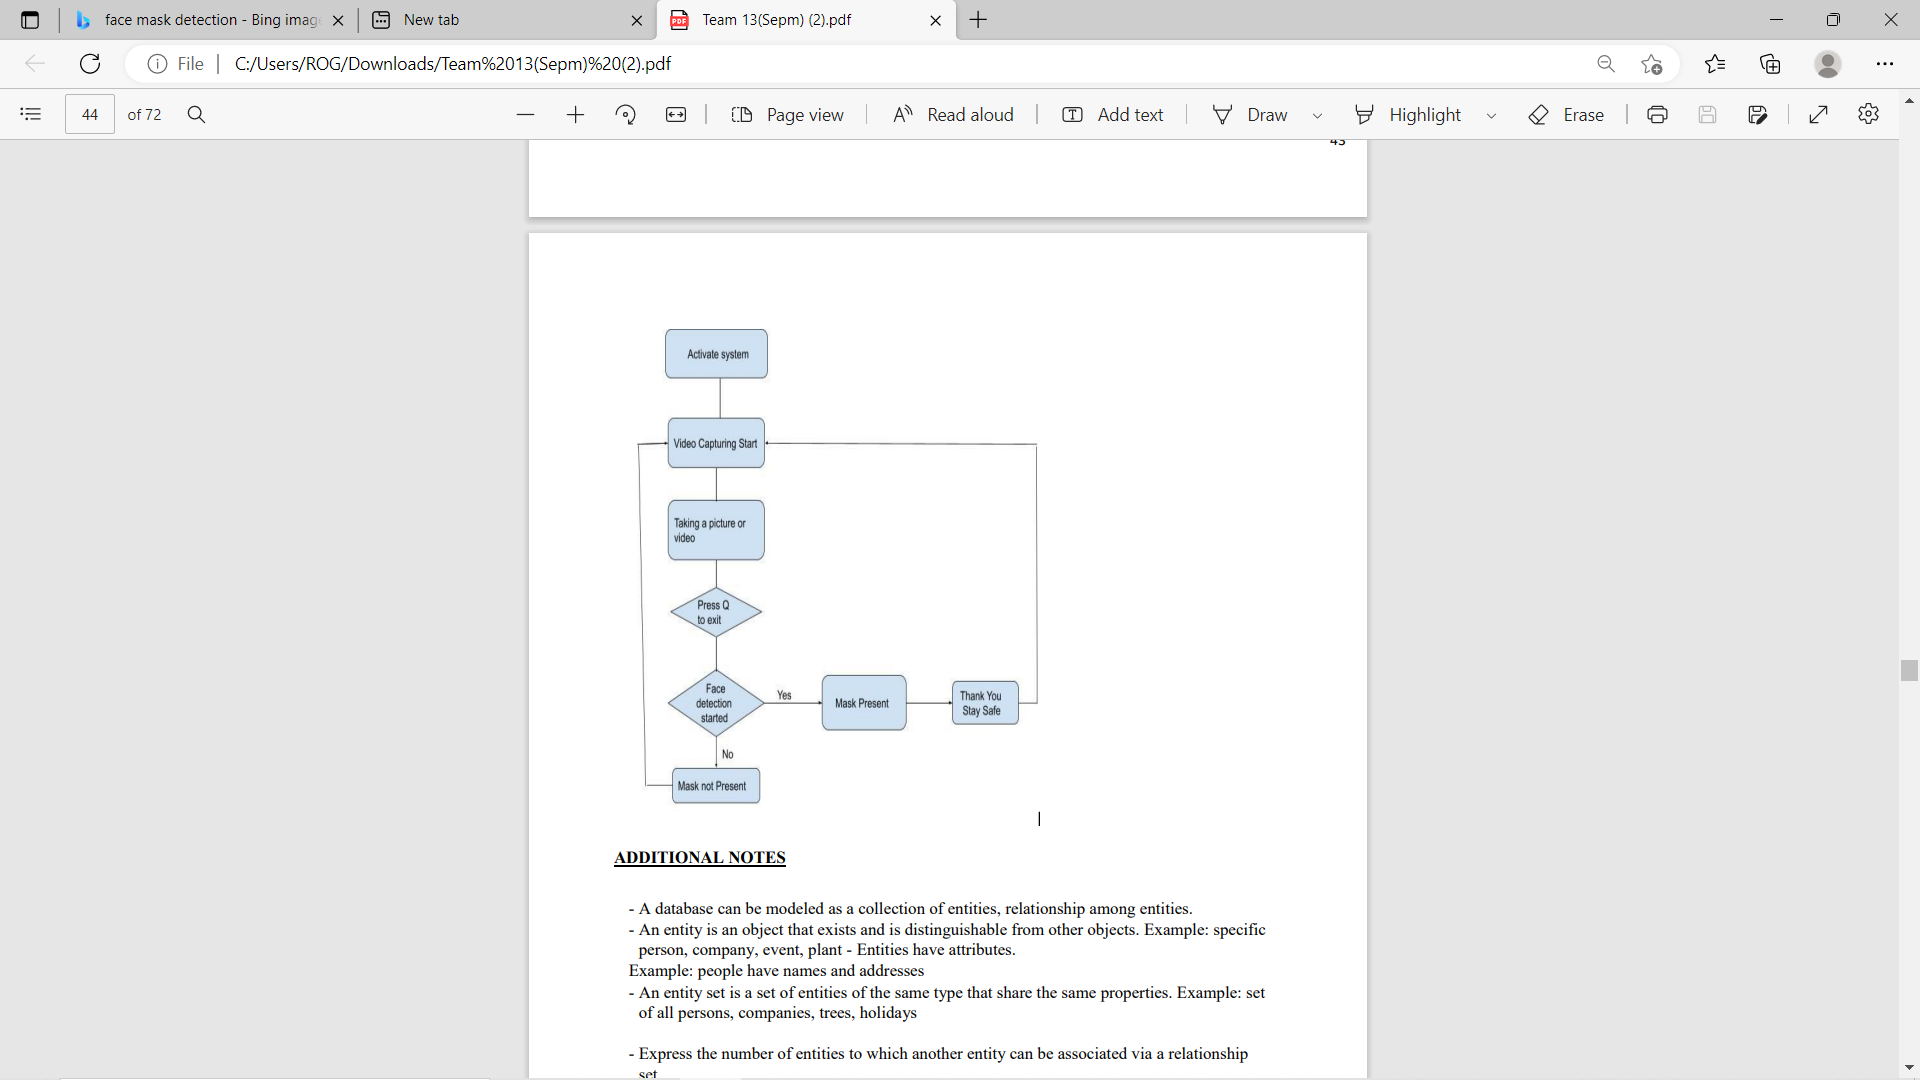 face mask detection - Bing imag
New tab
Team 13(Sepm) (2).pdf
File
C:/Users/ROG/Downloads/Team%2013(Sepm)%20(2).pdf
44
of 72
Page view
Read aloud
Add text
Draw
Highlight
Erase
43
Activate system
Video Capturing Start
Taking a picture or
video
Press Q
to exit
Face
detection
started
Yes
Mask Present
Thank You
Stay Safe
No
Mask not Present
ADDITIONAL NOTES
- A database can be modeled as a collection of entities, relationship among entities.
- An entity is an object that exists and is distinguishable from other objects. Example: specific
person, company, event, plant - Entities have attributes.
Example: people have names and addresses
- An entity set is a set of entities of the same type that share the same properties. Example: set
of all persons, companies, trees, holidays
- Express the number of entities to which another entity can be associated via a relationship
set